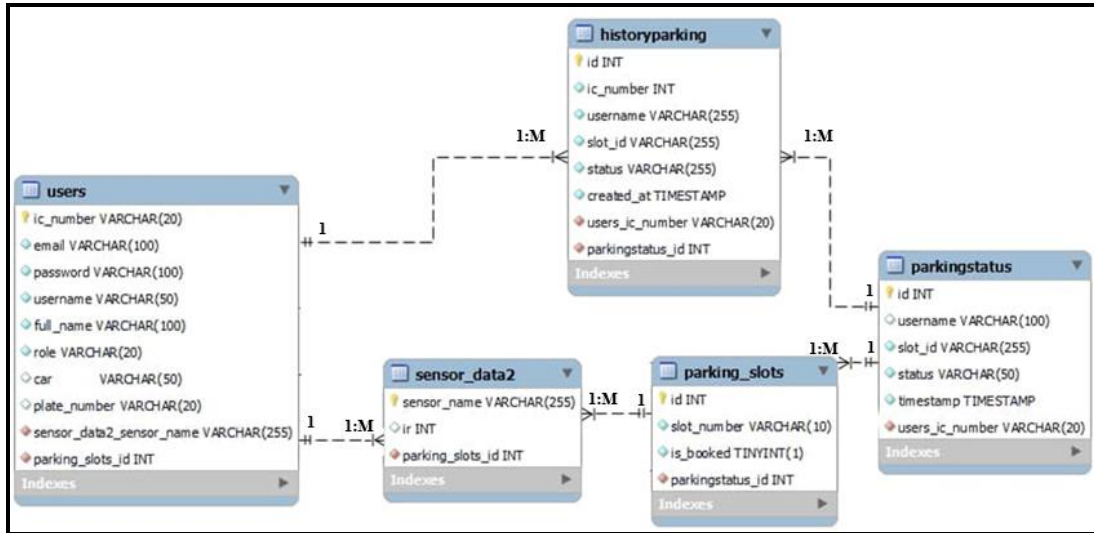 historyparking
id INT
ic_number INT
username VARCHAR(255)
slot_id VARCHAR(255)
status VARCHAR(255)
created_at TIMESTAMP
users_ic_number VARCHAR(20)
parkingstatus_id INT
Indexes
1:M
1:M
users
ic_number VARCHAR(20)
email VARCHAR(100)
password VARCHAR(100)
username VARCHAR(50)
full_name VARCHAR(100)
role VARCHAR(20)
car VARCHAR(50)
plate_number VARCHAR(20)
sensor_data2_sensor_name VARCHAR(255)
parking_slots_id INT
Indexes
1
1
1:M
sensor_data2
sensor_name VARCHAR(255)
ir INT
parking_slots_id INT
Indexes
1:M
1
parking_slots
id INT
slot_number VARCHAR(10)
is_booked TINYINT(1)
parkingstatus_id INT
Indexes
1:M
1
1
parkingstatus
id INT
username VARCHAR(100)
slot_id VARCHAR(255)
status VARCHAR(50)
timestamp TIMESTAMP
users_ic_number VARCHAR(20)
Indexes